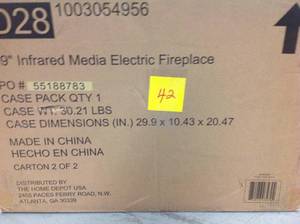 028 1003054956
9" Infrared Media Electric Fireplace
PO # 55188783
42
CASE PACK QTY 1
CASE WT. 30.21 LBS
CASE DIMENSIONS (IN.) 29.9 x 10.43 x 20.47
MADE IN CHINA
HECHO EN CHINA
CARTON 2 OF 2
DISTRIBUTED BY
THE HOME DEPOT USA
2455 PACES FERRY ROAD, N.W.
ATLANTA, GA 30339